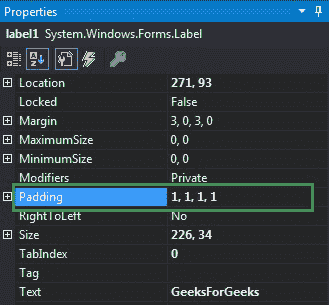 Properties
label1 System.Windows.Forms.Label
Location 271, 93
Locked False
Margin 3, 0, 3, 0
MaximumSize 0, 0
MinimumSize 0, 0
Modifiers Private
Padding 1, 1, 1, 1
RightToLeft No
Size 226, 34
TabIndex 0
Tag
Text GeeksForGeeks